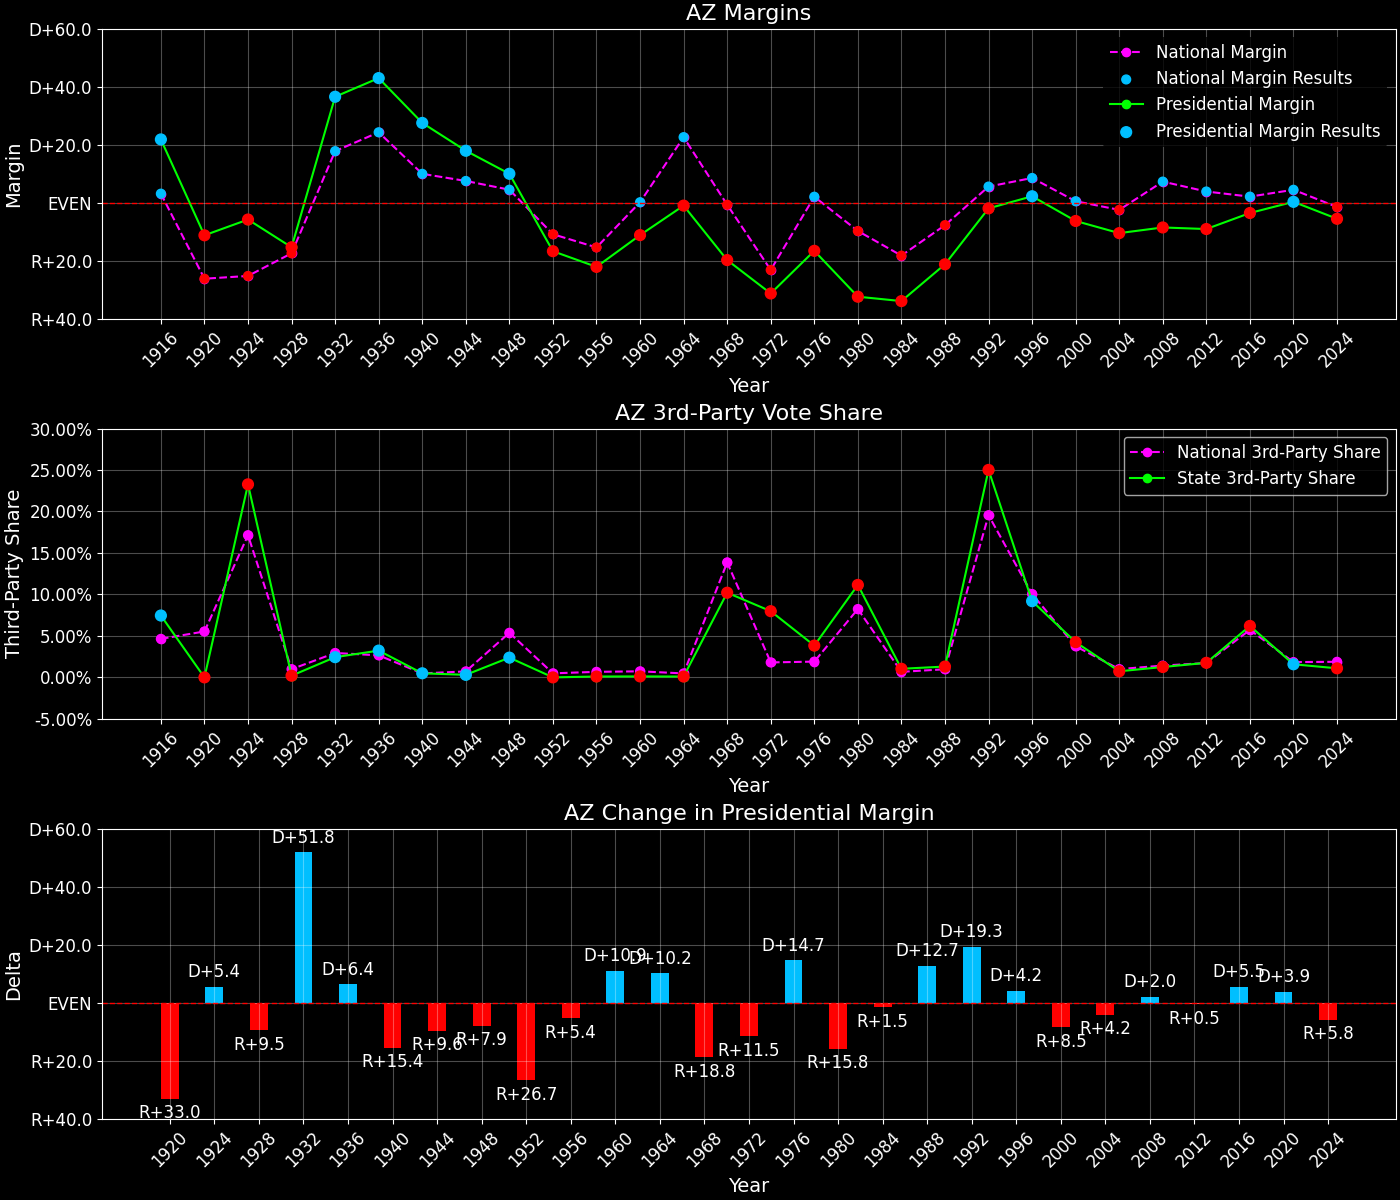 AZ Margins
D+60.0
D+40.0
D+20.0
EVEN
R+20.0
R+40.0
Margin
National Margin
National Margin Results
Presidential Margin
Presidential Margin Results
1916 1920 1924 1928 1932 1936 1940 1944 1948 1952 1956 1960 1964 1968 1972 1976 1980 1984 1988 1992 1996 2000 2004 2008 2012 2016 2020 2024
Year
AZ 3rd-Party Vote Share
30.00%
25.00%
20.00%
15.00%
10.00%
5.00%
0.00%
-5.00%
Third-Party Share
National 3rd-Party Share
State 3rd-Party Share
1916 1920 1924 1928 1932 1936 1940 1944 1948 1952 1956 1960 1964 1968 1972 1976 1980 1984 1988 1992 1996 2000 2004 2008 2012 2016 2020 2024
Year
AZ Change in Presidential Margin
D+60.0
D+40.0
D+20.0
EVEN
R+20.0
R+40.0
Delta
R+33.0
D+5.4
R+9.5
D+51.8
D+6.4
R+15.4
R+9.6
R+7.9
R+26.7
R+5.4
D+10.9
D+10.2
R+18.8
R+11.5
D+14.7
R+15.8
R+1.5
D+12.7
D+19.3
D+4.2
R+8.5
R+4.2
D+2.0
R+0.5
D+5.5
D+3.9
R+5.8
1920 1924 1928 1932 1936 1940 1944 1948 1952 1956 1960 1964 1968 1972 1976 1980 1984 1988 1992 1996 2000 2004 2008 2012 2016 2020 2024
Year